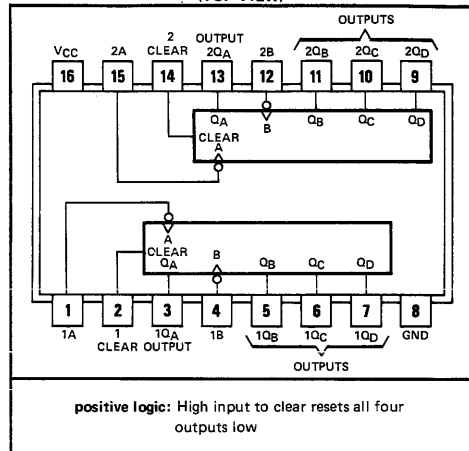 OUTPUTS
2 OUTPUT
VCC 2A CLEAR 2QA 2B 2QB 2QC 2QD
16 15 14 13 12 11 10 9
QA B QB QC QD
CLEAR
A
A
CLEAR
QA B QB QC QD
1 2 3 4 5 6 7 8
1A 1 1QA 1B 1QB 1QC 1QD GND
CLEAR OUTPUT
OUTPUTS
positive logic: High input to clear resets all four
outputs low